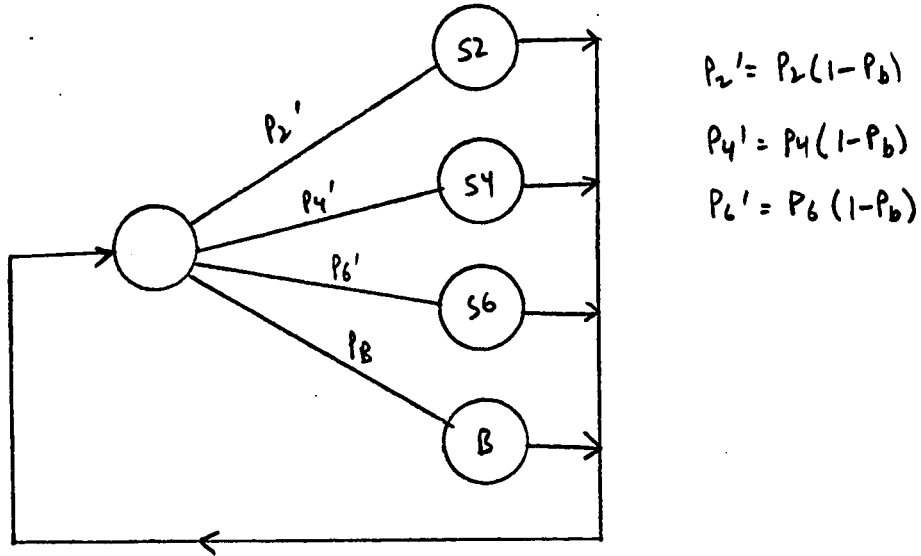 S2
P2'
P2' = P2(1-Pb)
S4
P4'
P4' = P4(1-Pb)
P6' = P6(1-Pb)
P6'
S6
PB
B